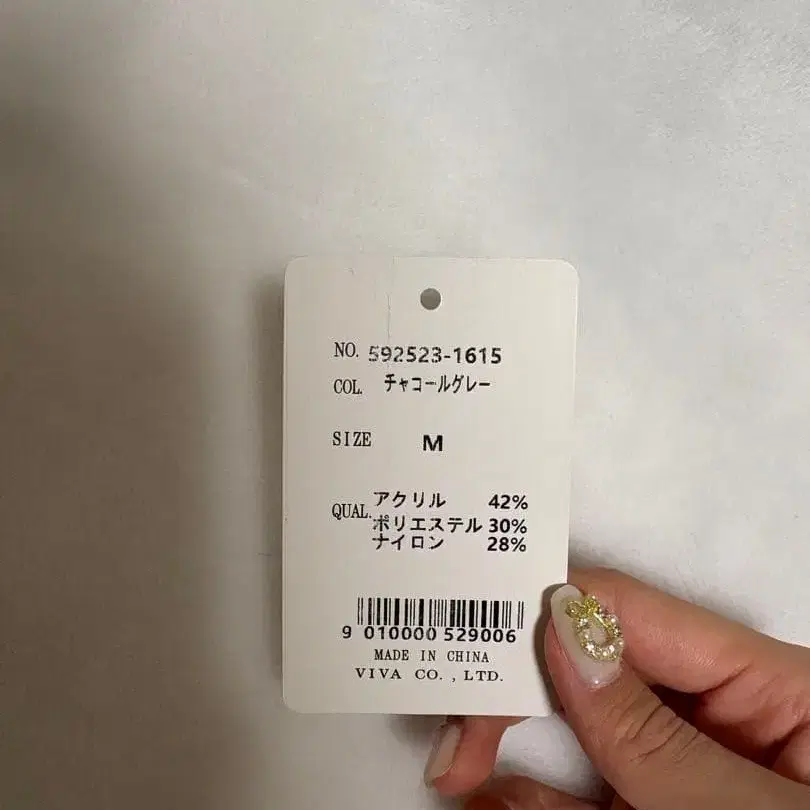 NO. 592523-1615
COL. チャコールグレー
SIZE M
QUAL. アクリル 42%
ポリエステル 30%
ナイロン 28%
9 010000 529006
MADE IN CHINA
VIVA CO., LTD.